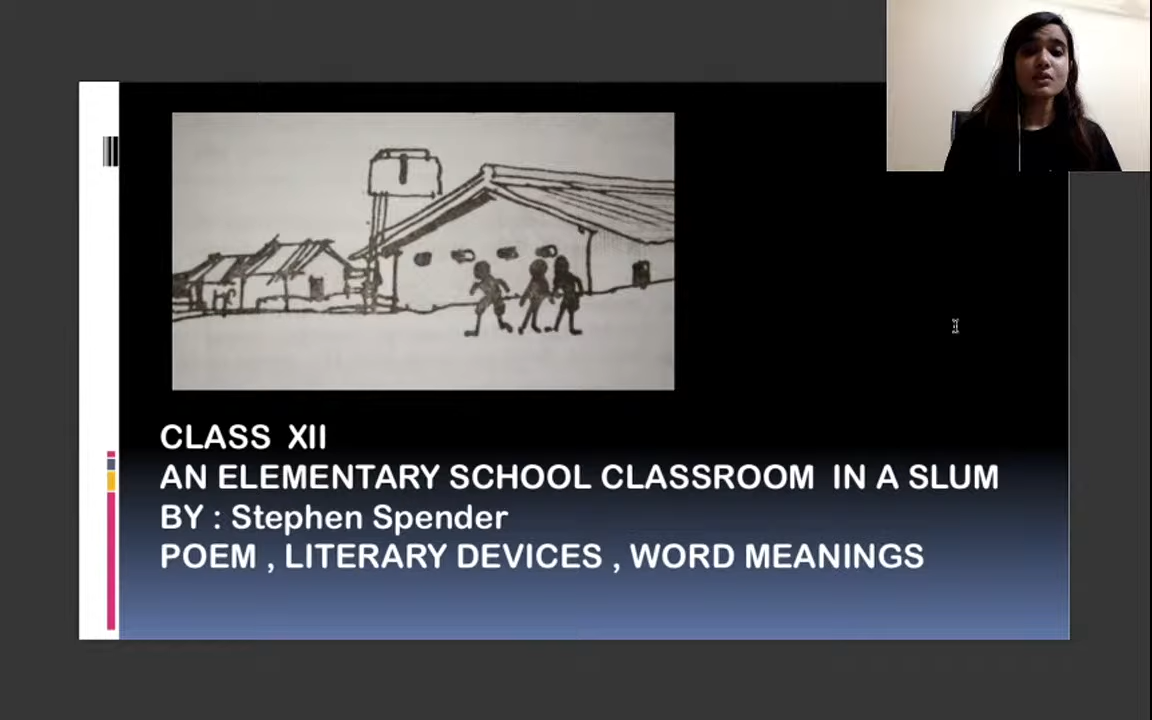 CLASS XII
AN ELEMENTARY SCHOOL CLASSROOM IN A SLUM
BY : Stephen Spender
POEM , LITERARY DEVICES , WORD MEANINGS